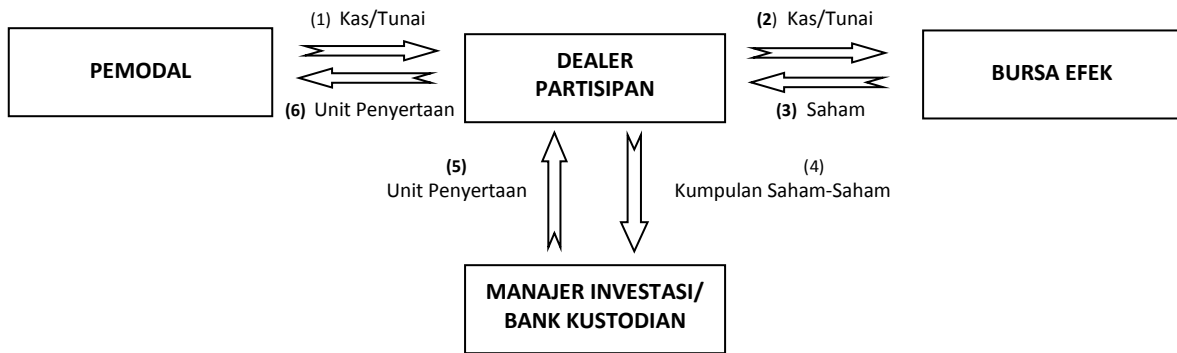 (1) Kas/Tunai
(2) Kas/Tunai
PEMODAL
DEALER
PARTISIPAN
BURSA EFEK
(6) Unit Penyertaan
(3) Saham
(5)
Unit Penyertaan
(4)
Kumpulan Saham-Saham
MANAJER INVESTASI/
BANK KUSTODIAN